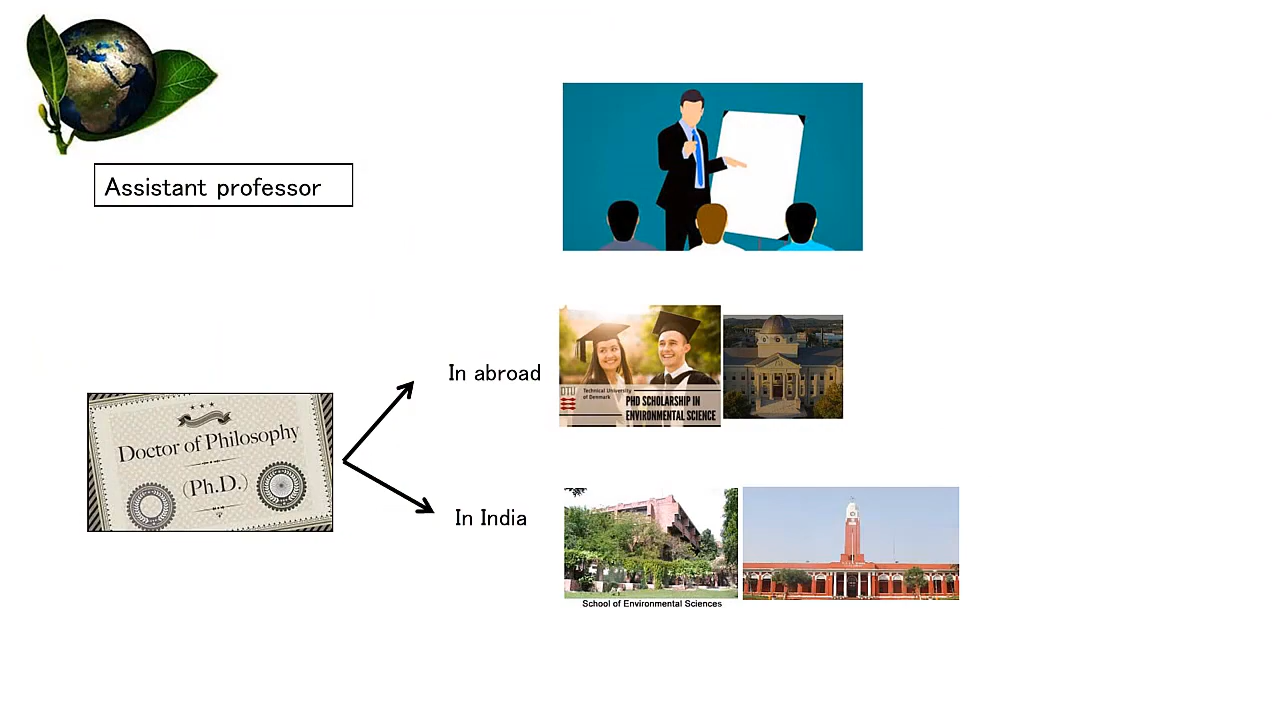 Assistant professor
In abroad
DTU
Technical University
of Denmark
PHD SCHOLARSHIP IN
ENVIRONMENTAL SCIENCE
Doctor of Philosophy
(Ph.D.)
In India
School of Environmental Sciences